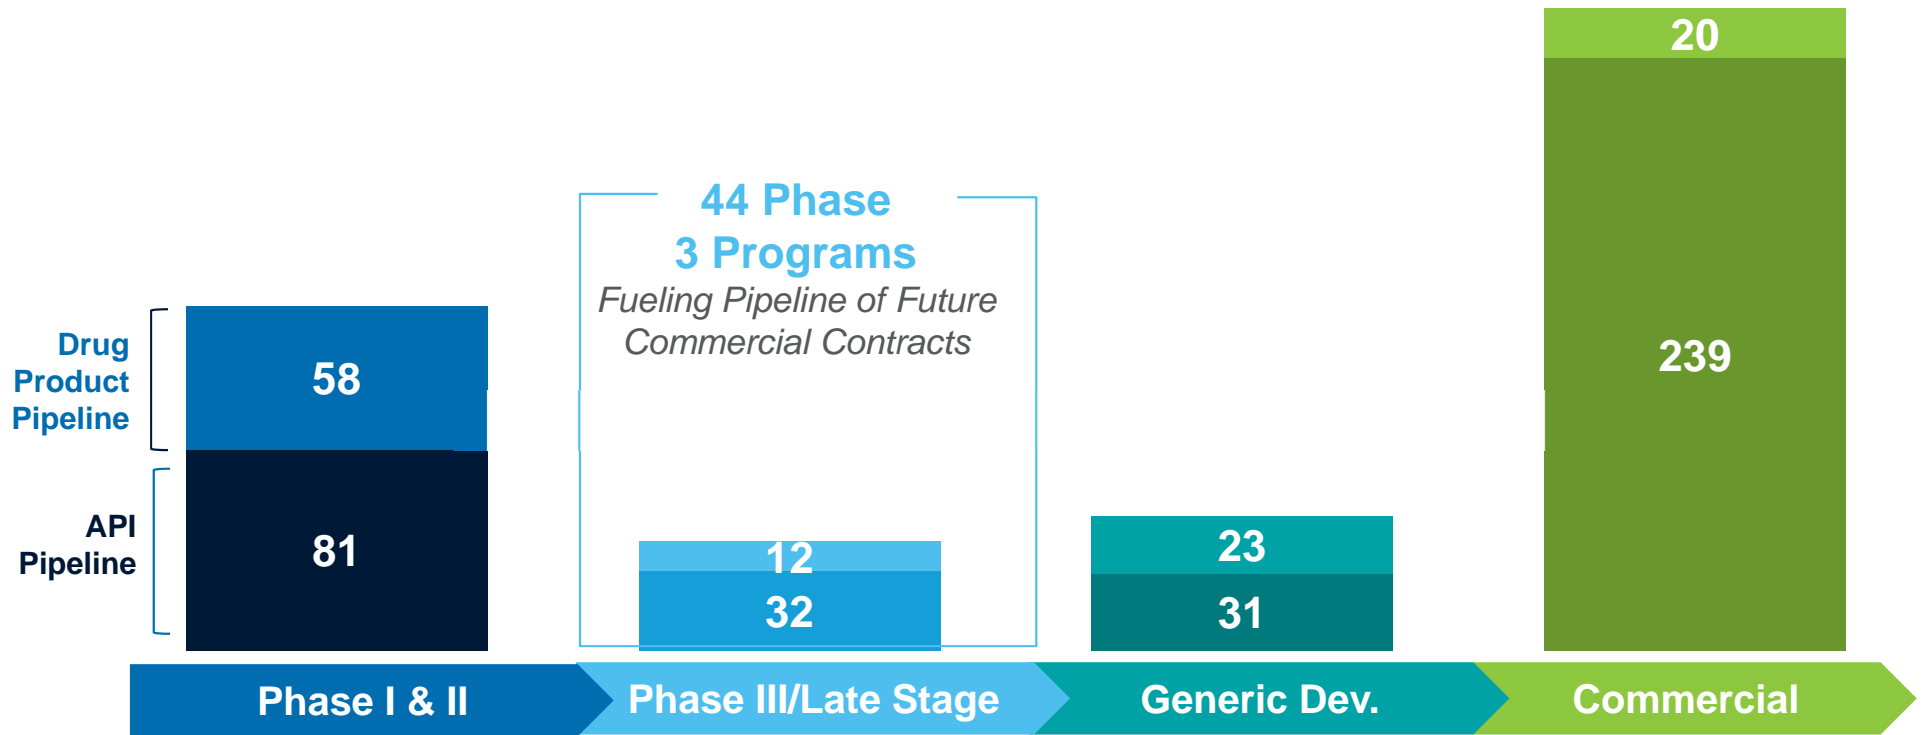 20
44 Phase
3 Programs
Fueling Pipeline of Future
Commercial Contracts
Drug
Product
Pipeline
58
239
API
Pipeline
81
12
32
23
31
Phase I & II
Phase III/Late Stage
Generic Dev.
Commercial